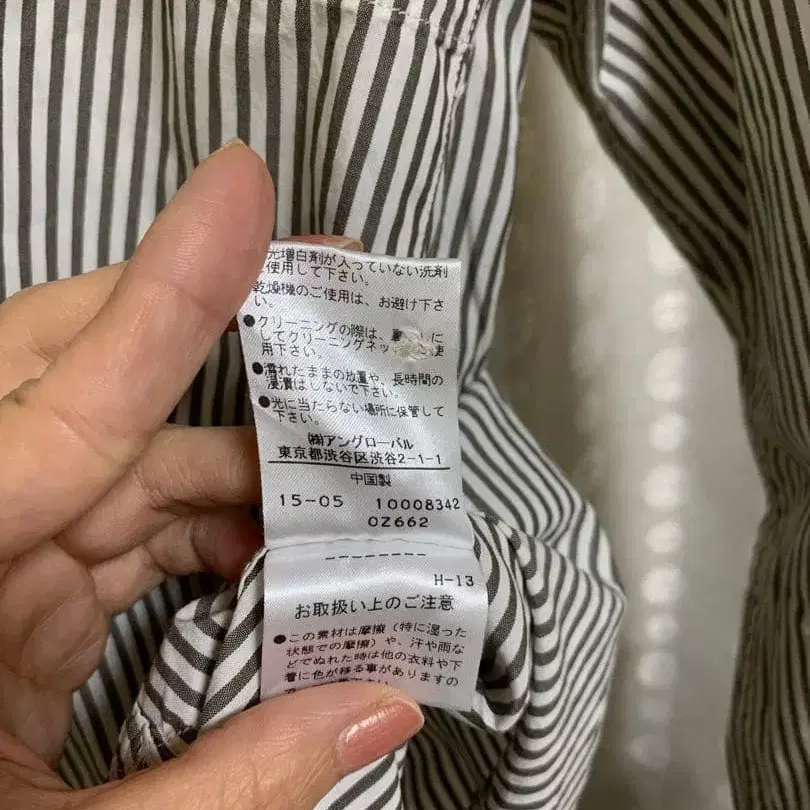 光増白剤が入っていない洗剤
使用して下さい。
乾燥機のご使用は、お避け下さ
い。
●クリーニングの際は、裏 に
してクリーニングネッ 使
用下さい。
●濡れたままの放置や、長時間の
浸漬はしないで下さい。
●光に当たらない場所に保管して
下さい。
㈱アングローバル
東京都渋谷区渋谷2-1-1
中国製
15-05 10008342
0Z662
--------
H-13
お取扱い上のご注意
●この素材は摩擦(特に湿った
状態での摩擦)や、汗や雨な
どでぬれた時は他の衣料や下
着に色が移る事がありますの
で